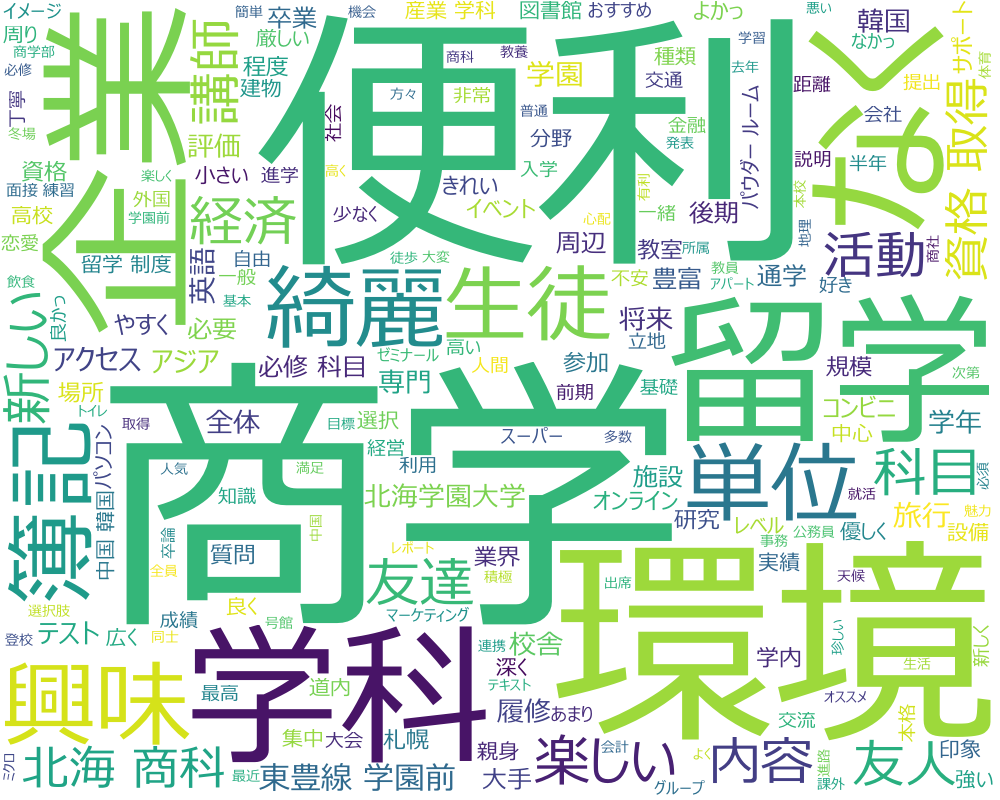 イメージ
簡単
機会
卒業
産業 学科
図書館
おすすめ
よかっ
悪い
韓国
なかっ
サポート
周り
商学部
必修
厳しい
程度
建物
商科
教養
学園
種類
交通
学習
去年
距離
提出
体育
便利
企業
講師
なく
方々
非常
普通
分野
金融
発表
会社
丁寧
冬場
評価
社会
パウダー ルーム
資格 取得
資格
楽しく
小さい
進学
高く
きれい
入学
有利
説明
半年
面接 練習
外国
高校
学園前
経済
少なく
イベント
心配
一緒
後期
本校
地理
恋愛
留学 制度
英語
自由
徒歩 大変
周辺
教室
所属
活動
商社
飲食
一般
基本
綺麗
生徒
不安
豊富
教員
アパート
通学
好き
新しい
良かっ
やすく
必要
将来
立地
留学
アクセス
アジア
必修 科目
ゼミナール
高い
人間
参加
規模
次第
場所
専門
前期
基礎
トイレ
取得
全体
商学
目標
選択
経営
スーパー
多数
コンビニ
中心
学年
簿記
パソコン
人気
満足
利用
施設
単位
科目
必須
就活
中国 韓国
知識
中国
北海学園大学
オンライン
旅行
魅力
卒論
質問
研究
レベル
公務員
優しく
設備
全員
レポート
業界
積極
事務
実績
天候
選択肢
成績
良く
友達
出席
環境
登校
テスト
広く
同士
号館
マーケティング
珍しい
新しく
興味
学科
連携
校舎
学内
生活
最高
道内
深く
テキスト
オススメ
履修
あまり
交流
本格
北海 商科
集中
大会
札幌
親身
楽しい
会計
よく
内容
進路
友人
印象
ミクロ
最近
東豊線 学園前
大手
グループ
課外
強い